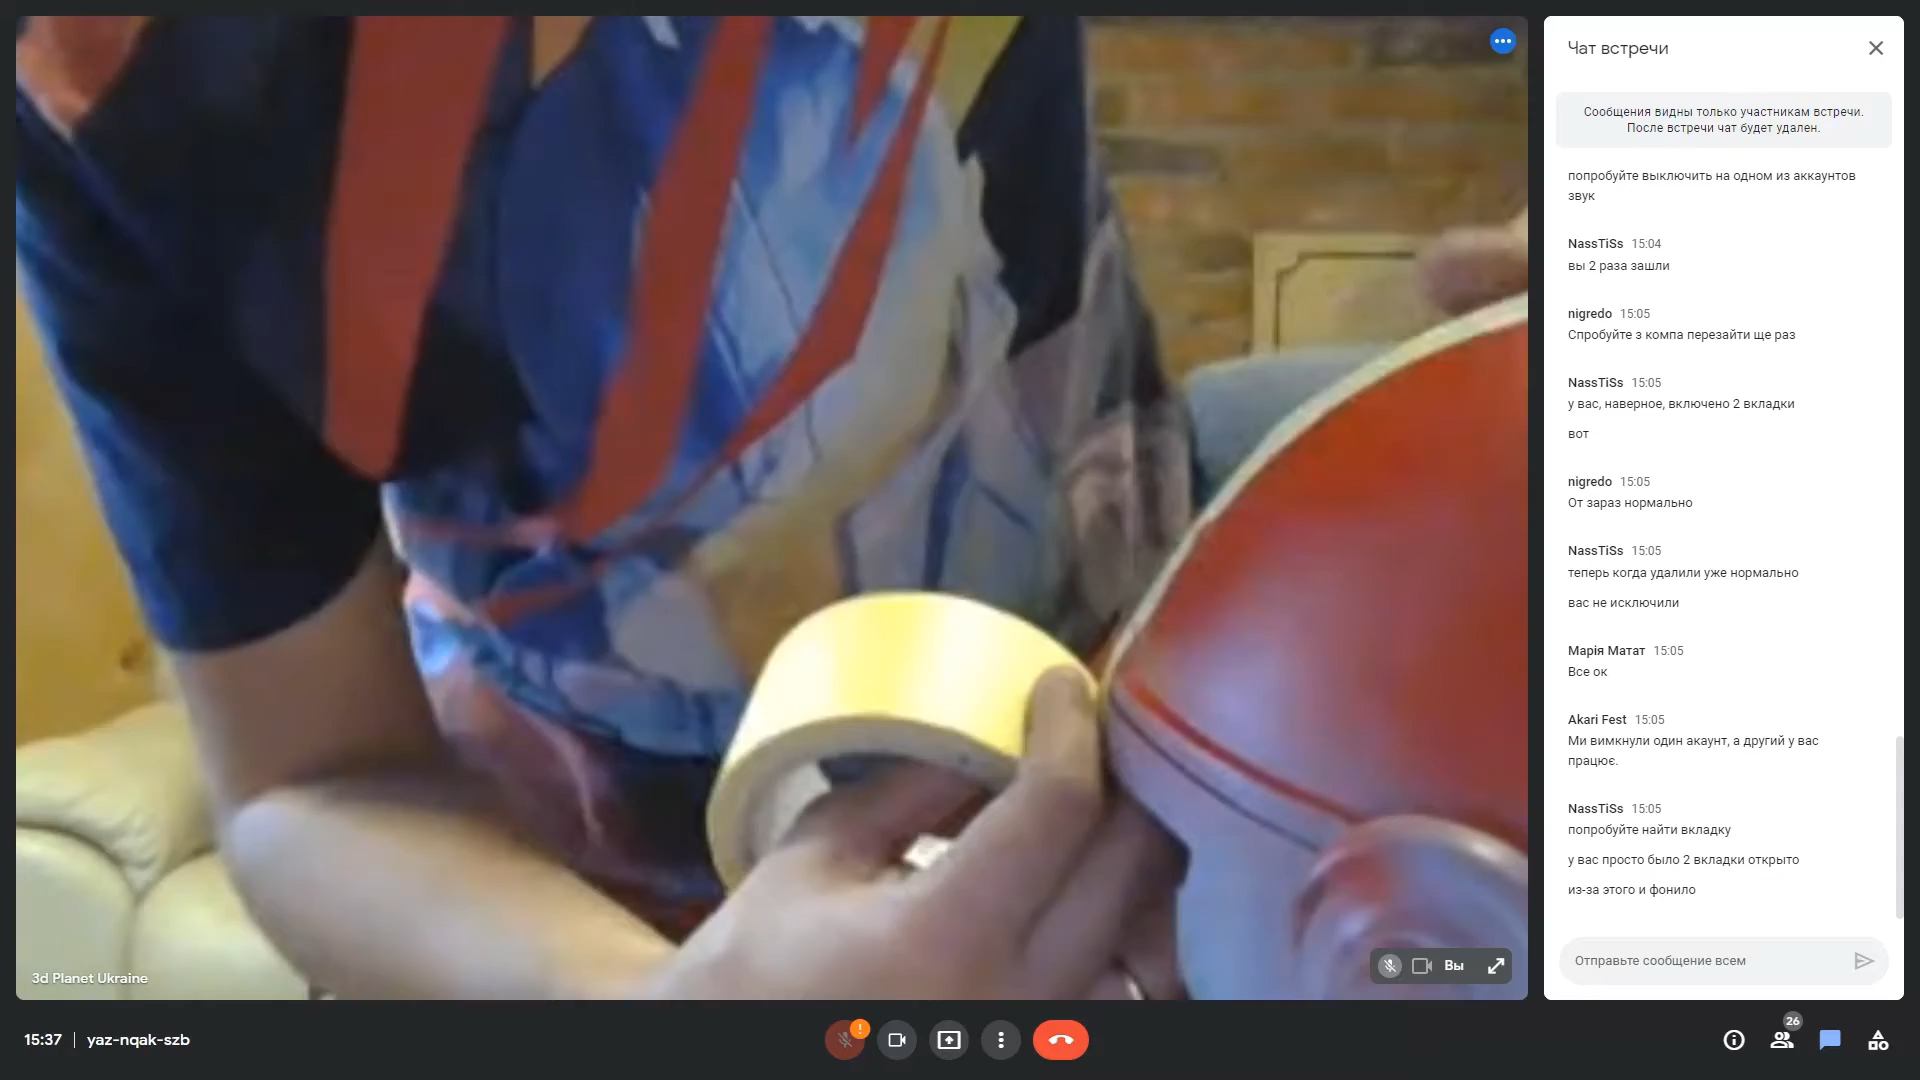 Чат встречи
Сообщения видны только участникам встречи.
После встречи чат будет удален.
попробуйте выключить на одном из аккаунтов
звук
NassTiSs 15:04
вы 2 раза зашли
nigredo 15:05
Спробуйте з компа перезайти ще раз
NassTiSs 15:05
у вас, наверное, включено 2 вкладки
вот
nigredo 15:05
От зараз нормально
NassTiSs 15:05
теперь когда удалили уже нормально
вас не исключили
Марія Матат 15:05
Все ок
Akari Fest 15:05
Ми вимкнули один акаунт, а другий у вас
працює.
NassTiSs 15:05
попробуйте найти вкладку
у вас просто было 2 вкладки открыто
из-за этого и фонило
Отправьте сообщение всем
3d Planet Ukraine
Вы
15:37 | yaz-nqak-szb
!
26